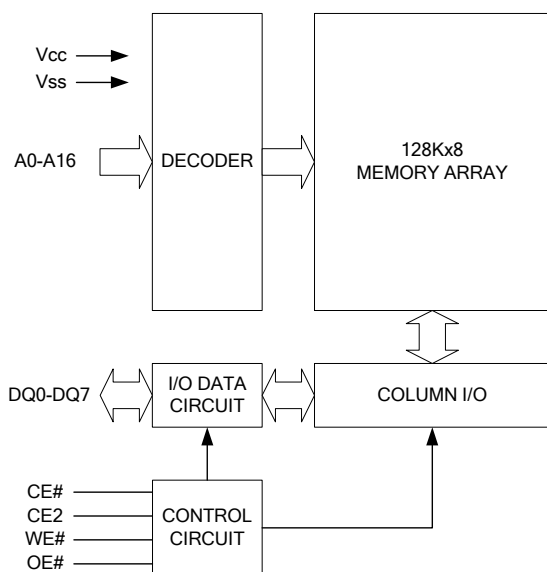 Vcc
Vss
A0-A16
DECODER
128Kx8
MEMORY ARRAY
DQ0-DQ7
I/O DATA
CIRCUIT
COLUMN I/O
CE#
CE2
WE#
OE#
CONTROL
CIRCUIT